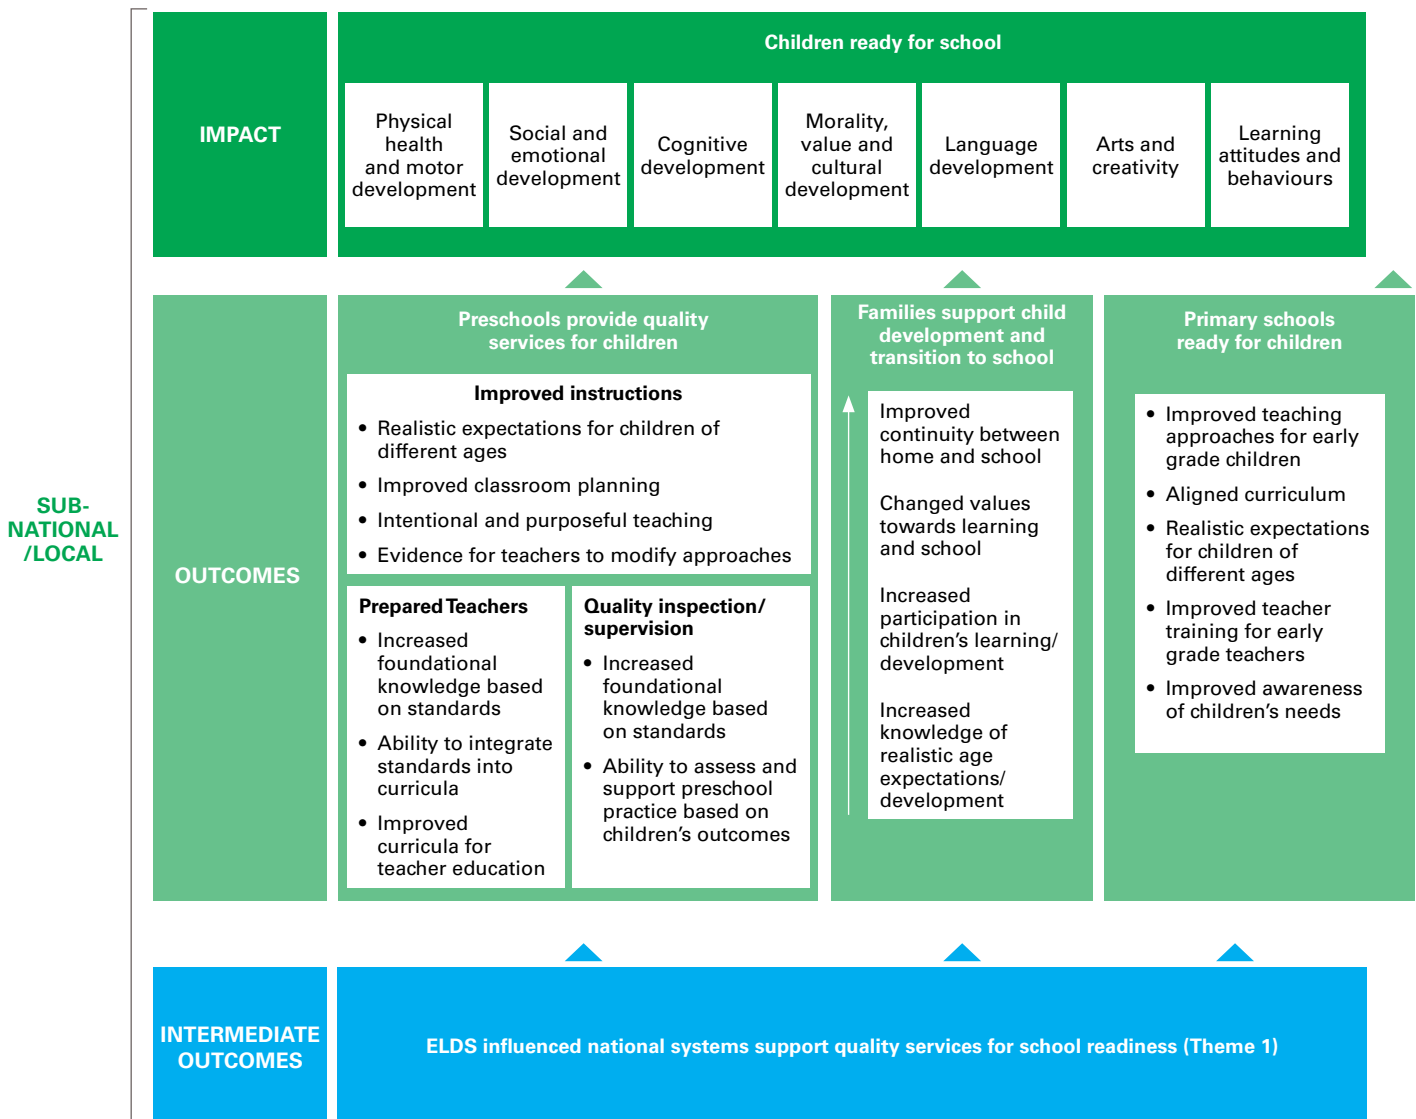 SUB-
NATIONAL
/LOCAL
IMPACT
Children ready for school
Physical
health
and motor
development
Social and
emotional
development
Cognitive
development
Morality,
value and
cultural
development
Language
development
Arts and
creativity
Learning
attitudes and
behaviours
OUTCOMES
Preschools provide quality
services for children
Improved instructions
• Realistic expectations for children of
different ages
• Improved classroom planning
• Intentional and purposeful teaching
• Evidence for teachers to modify approaches
Prepared Teachers
• Increased
foundational
knowledge based
on standards
• Ability to integrate
standards into
curricula
• Improved
curricula for
teacher education
Quality inspection/
supervision
• Increased
foundational
knowledge based
on standards
• Ability to assess and
support preschool
practice based on
children’s outcomes
Families support child
development and
transition to school
Improved
continuity between
home and school
Changed values
towards learning
and school
Increased
participation in
children’s learning/
development
Increased
knowledge of
realistic age
expectations/
development
Primary schools
ready for children
• Improved teaching
approaches for early
grade children
• Aligned curriculum
• Realistic expectations
for children of
different ages
• Improved teacher
training for early
grade teachers
• Improved awareness
of children’s needs
INTERMEDIATE
OUTCOMES
ELDS influenced national systems support quality services for school readiness (Theme 1)